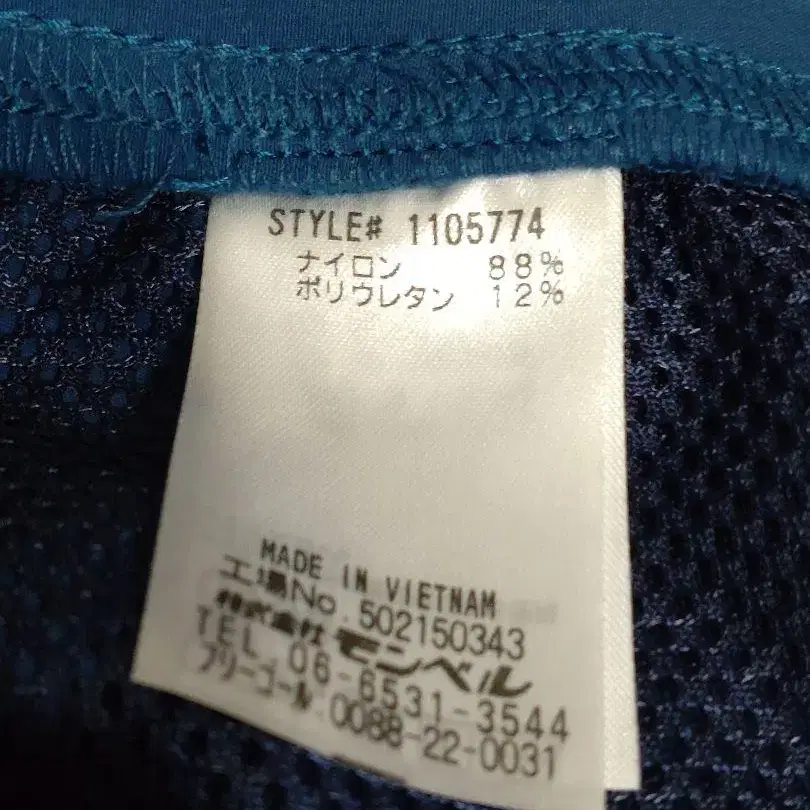 STYLE# 1105774
ナイロン 88%
ポリウレタン 12%
MADE IN VIETNAM
工場No. 502150343
株式会社 モンベル
TEL 06-6531-3544
フリーコール 0088-22-0031